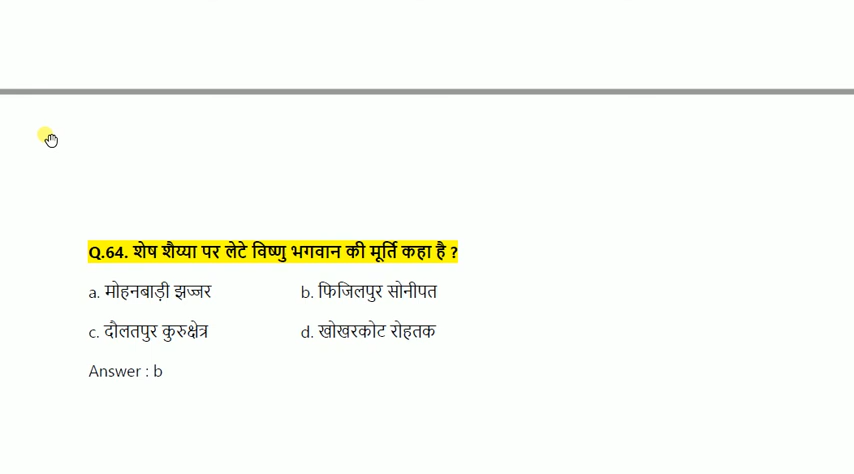 Q.64. शेष शैय्या पर लेटे विष्णु भगवान की मूर्ति कहा है ?
a. मोहनबाड़ी झज्जर b. फिजिलपुर सोनीपत
c. दौलतपुर कुरुक्षेत्र d. खोखरकोट रोहतक
Answer : b